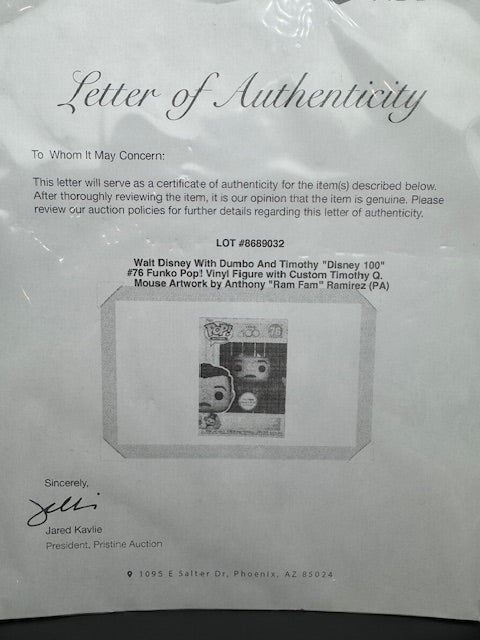 Letter of Authenticity
To Whom It May Concern:
This letter will serve as a certificate of authenticity for the item(s) described below.
After thoroughly reviewing the item, it is our opinion that the item is genuine. Please
review our auction policies for further details regarding this letter of authenticity.
LOT #8689032
Walt Disney With Dumbo And Timothy "Disney 100"
#76 Funko Pop! Vinyl Figure with Custom Timothy Q.
Mouse Artwork by Anthony "Ram Fam" Ramirez (PA)
POP!
100
76
Sincerely,
Jared Kavlie
President, Pristine Auction
1095 E Salter Dr, Phoenix, AZ 85024